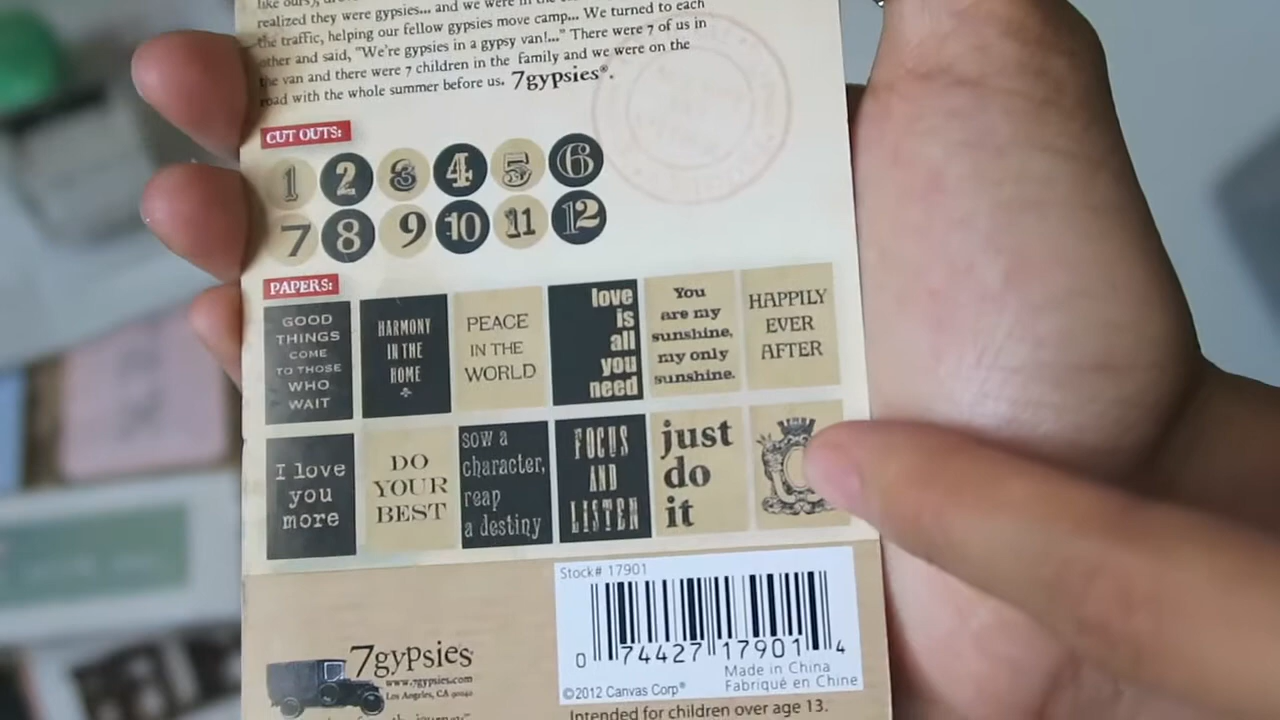 like ours),
realized they were gypsies... and we were in the
the traffic, helping our fellow gypsies move camp... We turned to each
other and said, "We're gypsies in a gypsy van!..." There were 7 of us in
the van and there were 7 children in the family and we were on the
road with the whole summer before us. 7gypsies®.
CUT OUTS:
1 2 3 4 5 6
7 8 9 10 11 12
PAPERS:
GOOD
THINGS
COME
TO THOSE
WHO
WAIT
HARMONY
IN THE
HOME
PEACE
IN THE
WORLD
love
is
all
you
need
You
are my
sunshine,
my only
sunshine.
HAPPILY
EVER
AFTER
I love
you
more
DO
YOUR
BEST
sow a
character,
reap
a destiny
FOCUS
AND
LISTEN
just
do
it
Stock# 17901
0 74427 17901 4
Made in China
©2012 Canvas Corp® Fabriqué en Chine
7gypsies
www.7gypsies.com
Los Angeles, CA 90040
Intended for children over age 13.